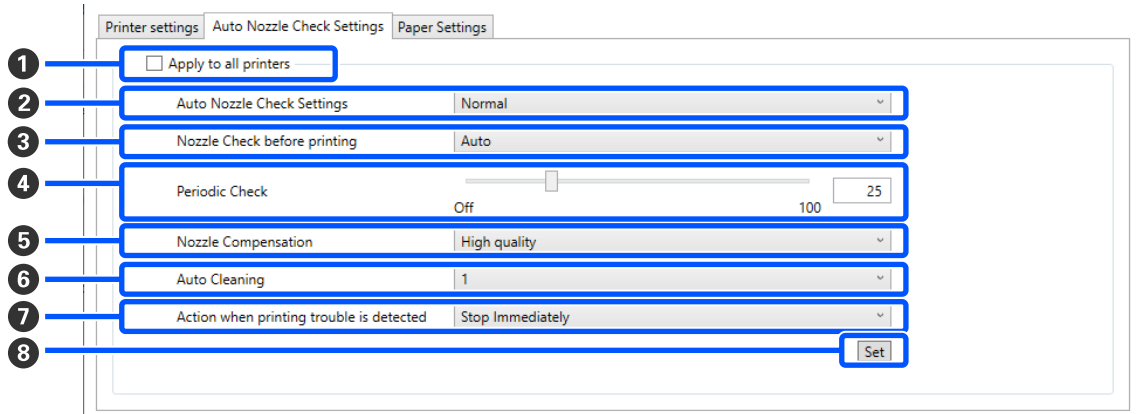 Printer settings Auto Nozzle Check Settings Paper Settings
1 Apply to all printers
2 Auto Nozzle Check Settings Normal
3 Nozzle Check before printing Auto
4 Periodic Check 25
Off 100
5 Nozzle Compensation High quality
6 Auto Cleaning 1
7 Action when printing trouble is detected Stop Immediately
8 Set